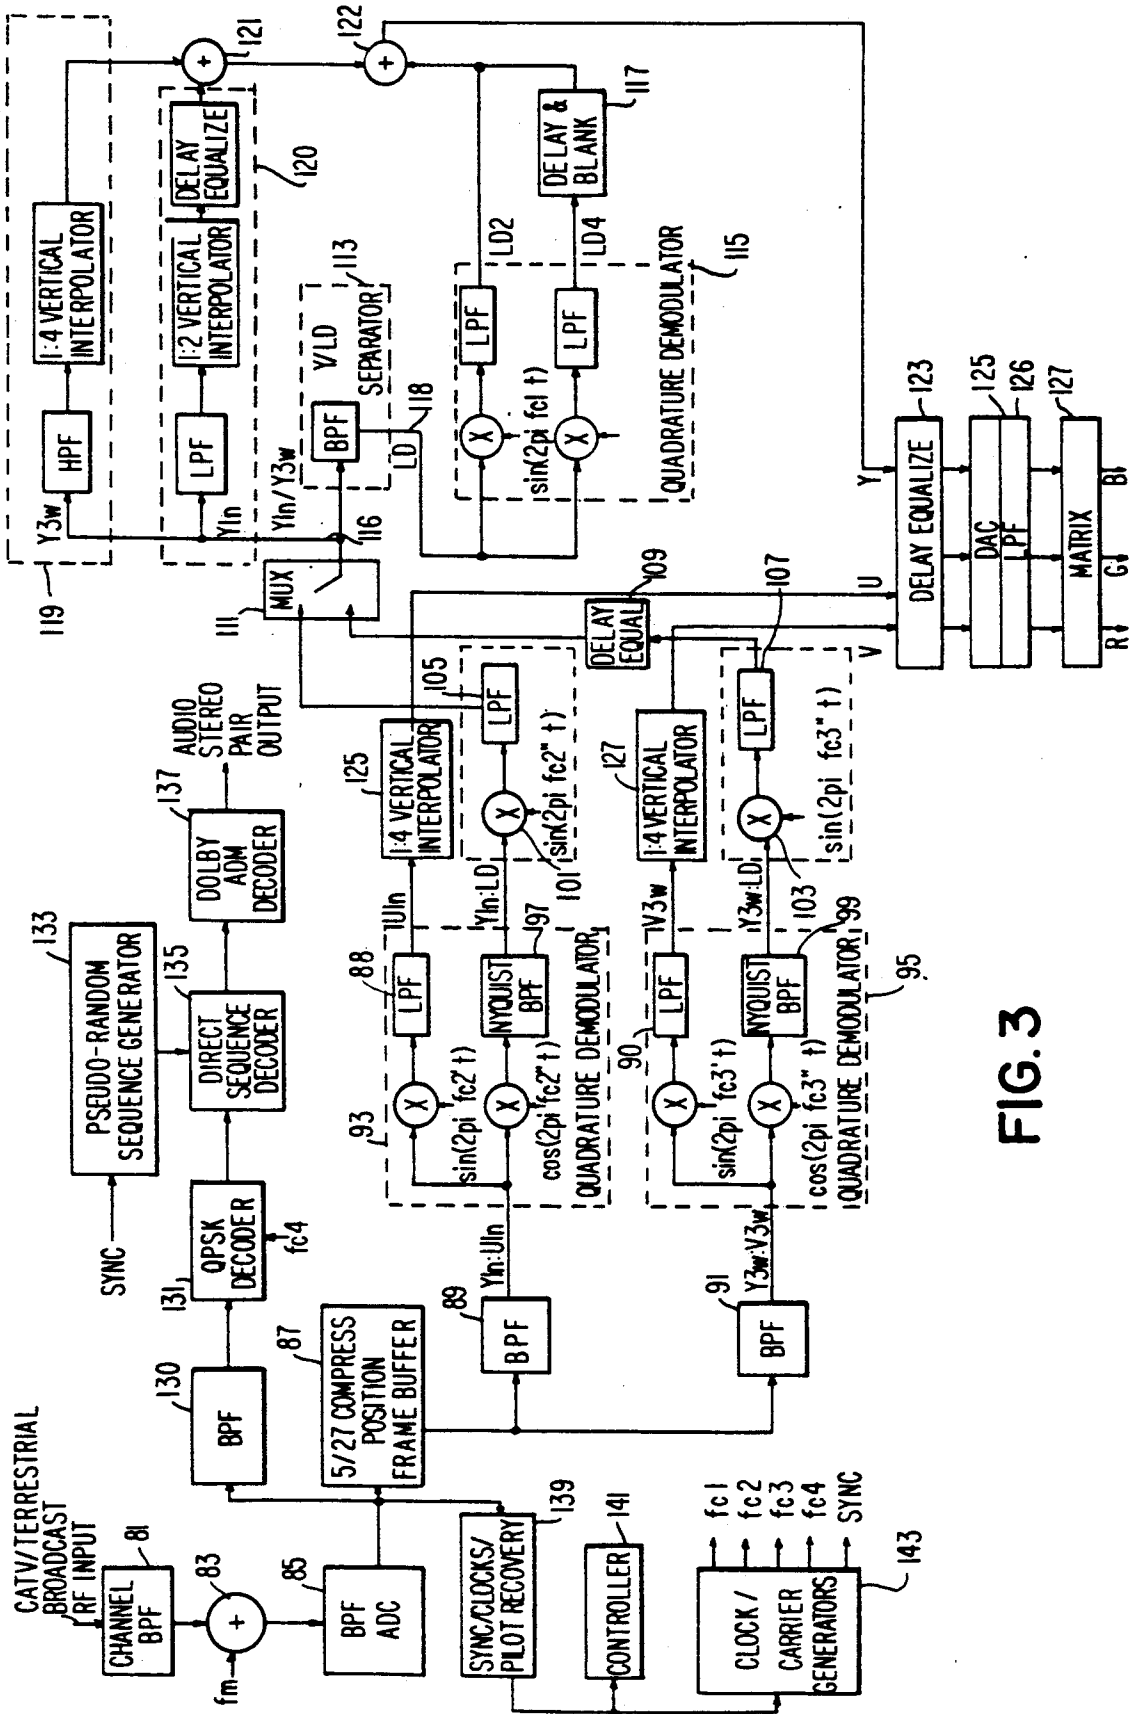 CATV/TERRESTRIAL
BROADCAST
RF INPUT
CHANNEL
BPF
81
83
+
fm
85
BPF
ADC
130
BPF
131
QPSK
DECODER
fc4
SYNC
133
PSEUDO-RANDOM
SEQUENCE GENERATOR
135
DIRECT
SEQUENCE
DECODER
137
DOLBY
ADM
DECODER
AUDIO
STEREO
PAIR
OUTPUT
87
5/27 COMPRESS
POSITION
FRAME BUFFER
SYNC/CLOCKS/
PILOT RECOVERY
139
CONTROLLER
141
CLOCK/
CARRIER
GENERATORS
143
fc1
fc2
fc3
fc4
SYNC
89
BPF
Y1n:U1n
91
BPF
Y3w:V3w
93
X
sin(2pi fc2' t)
88
LPF
U1n
X
cos(2pi fc2" t)
NYQUIST
BPF
197
Y1n:LD
QUADRATURE DEMODULATOR
90
X
sin(2pi fc3' t)
LPF
V3w
X
cos(2pi fc3" t)
NYQUIST
BPF
99
Y3w:LD
QUADRATURE DEMODULATOR
95
125
1:4 VERTICAL
INTERPOLATOR
101
X
sin(2pi fc2" t)
105
LPF
127
1:4 VERTICAL
INTERPOLATOR
103
X
sin(2pi fc3" t)
LPF
107
DELAY
EQUAL
109
111
MUX
116
Y1n/Y3w
119
Y3w
HPF
1:4 VERTICAL
INTERPOLATOR
Y1n
LPF
1:2 VERTICAL
INTERPOLATOR
DELAY
EQUALIZE
120
+
121
+
122
Y/LD
SEPARATOR
113
BPF
LD
118
X
sin(2pi fc1 t)
LPF
LD2
X
LPF
LD4
QUADRATURE DEMODULATOR
115
DELAY &
BLANK
117
V
U
Y
DELAY EQUALIZE
123
DAC
125
LPF
126
MATRIX
127
R
G
B
FIG. 3